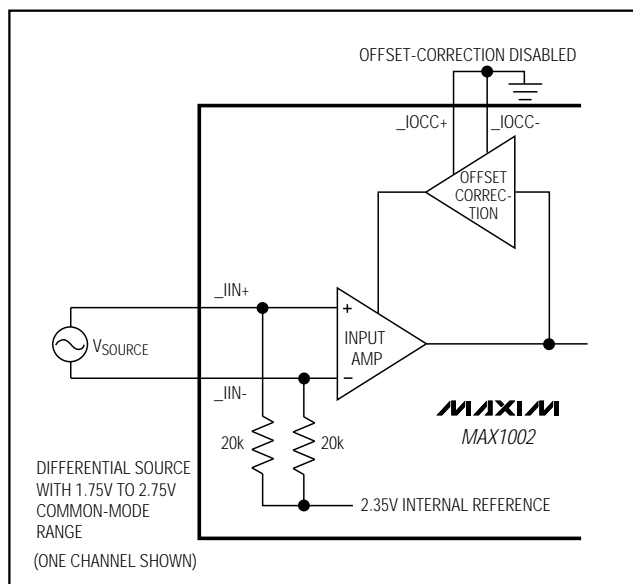 OFFSET-CORRECTION DISABLED
_IOCC+
_IOCC-
OFFSET
CORREC-
TION
_IIN+
+
INPUT
AMP
VSOURCE
−
_IIN-
MAXIM
MAX1002
20k
20k
DIFFERENTIAL SOURCE
WITH 1.75V TO 2.75V
COMMON-MODE
RANGE
2.35V INTERNAL REFERENCE
(ONE CHANNEL SHOWN)